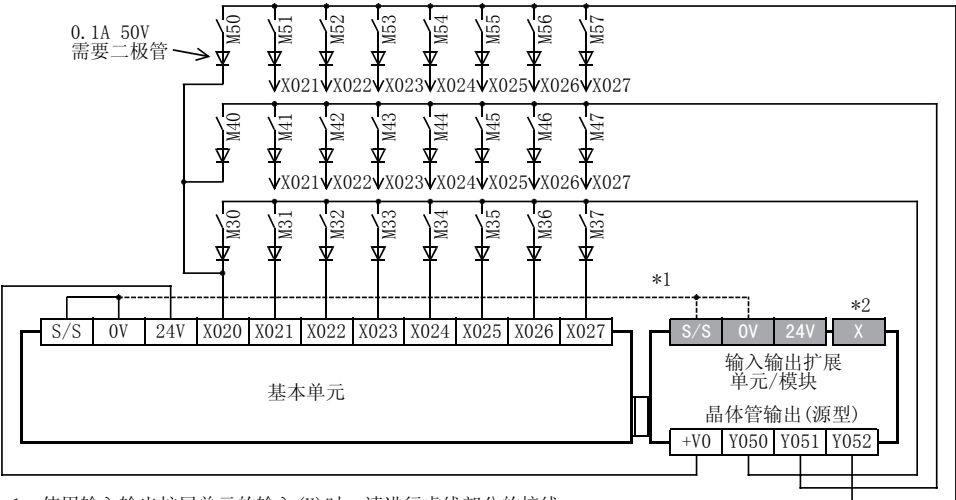 M50 M51 M52 M53 M54 M55 M56 M57
0.1A 50V
需要二极管
X021 X022 X023 X024 X025 X026 X027
M40 M41 M42 M43 M44 M45 M46 M47
X021 X022 X023 X024 X025 X026 X027
M30 M31 M32 M33 M34 M35 M36 M37
*1
*2
S/S 0V 24V X020 X021 X022 X023 X024 X025 X026 X027
S/S 0V 24V X
基本单元
输入输出扩展
单元/模块
晶体管输出(源型)
+V0 Y050 Y051 Y052